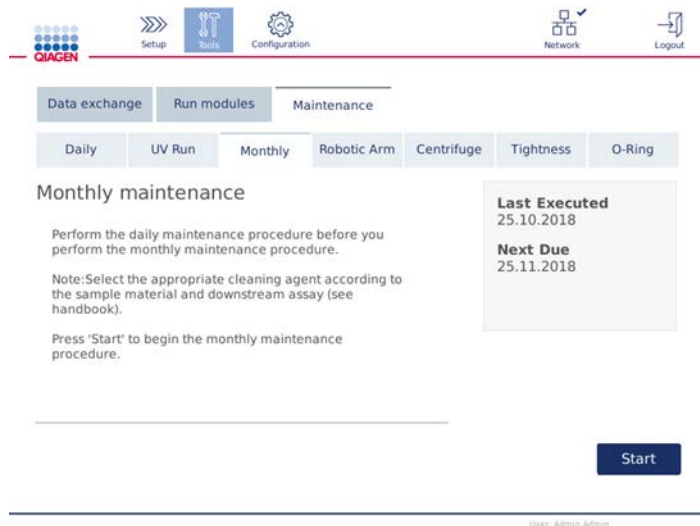 QIAGEN
Setup
Tools
Configuration
Network
Logout
Data exchange
Run modules
Maintenance
Daily
UV Run
Monthly
Robotic Arm
Centrifuge
Tightness
O-Ring
Monthly maintenance
Perform the daily maintenance procedure before you
perform the monthly maintenance procedure.
Note:Select the appropriate cleaning agent according to
the sample material and downstream assay (see
handbook).
Press 'Start' to begin the monthly maintenance
procedure.
Last Executed
25.10.2018
Next Due
25.11.2018
Start
User: Admin Admin